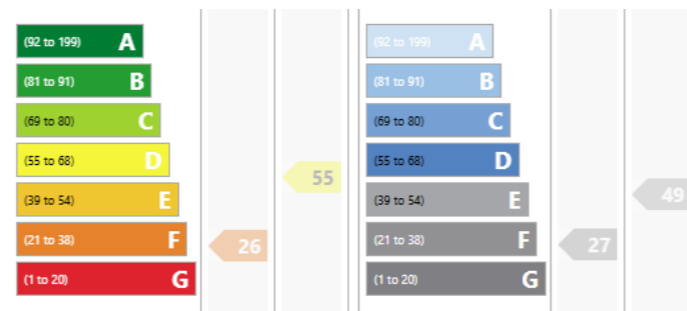 (92 to 199) A
(81 to 91) B
(69 to 80) C
(55 to 68) D
(39 to 54) E
(21 to 38) F
(1 to 20) G
26
55
(92 to 199) A
(81 to 91) B
(69 to 80) C
(55 to 68) D
(39 to 54) E
(21 to 38) F
(1 to 20) G
27
49